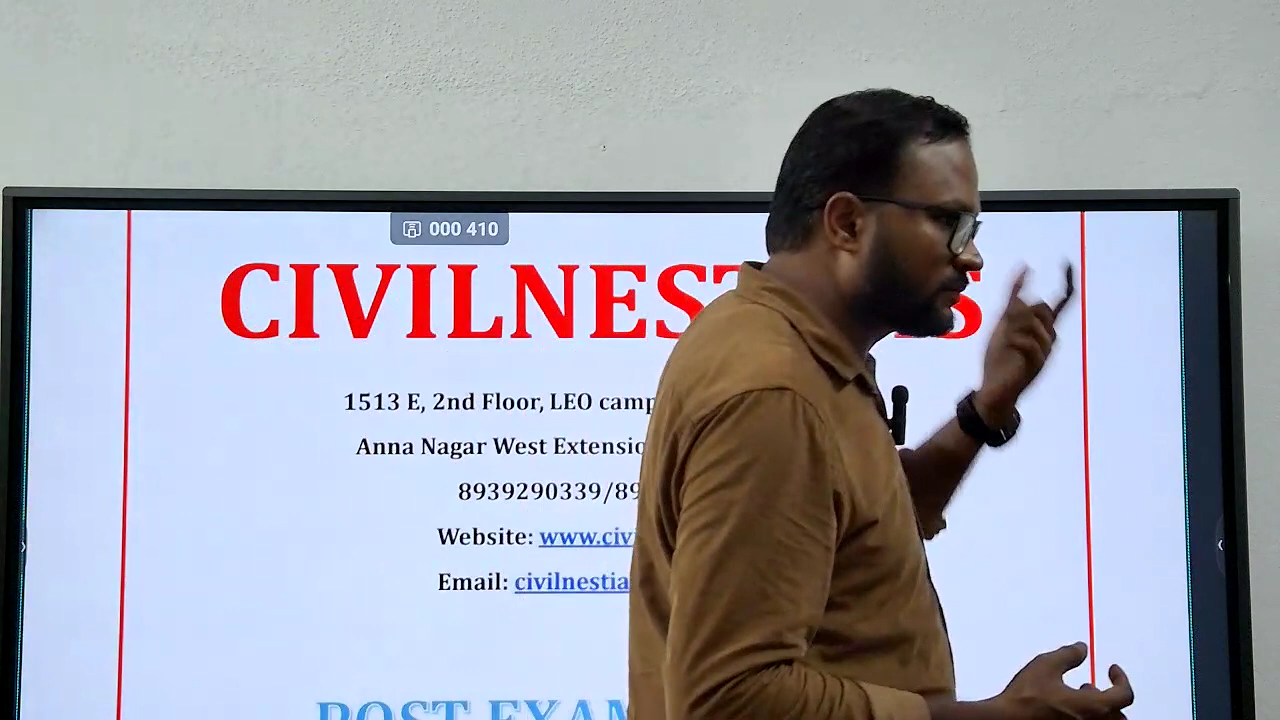 000 410
CIVILNEST S
1513 E, 2nd Floor, LEO camp
Anna Nagar West Extensio
8939290339/89
Website: www.civi
Email: civilnestia
POST EXAM